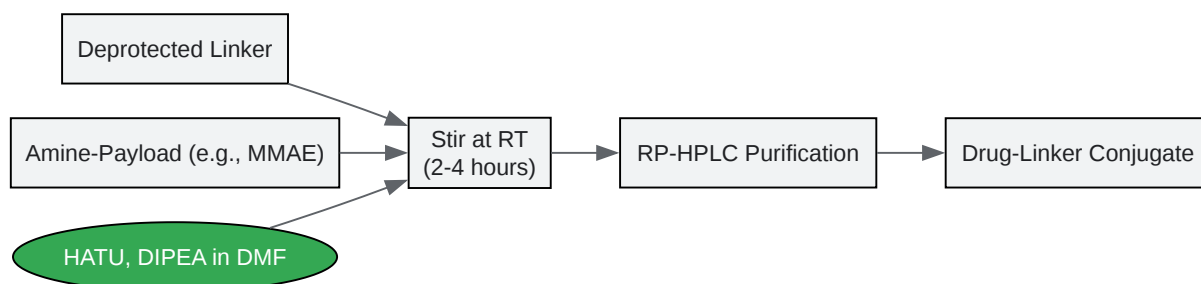 Deprotected Linker
Amine-Payload (e.g., MMAE)
HATU, DIPEA in DMF
Stir at RT
(2-4 hours)
RP-HPLC Purification
Drug-Linker Conjugate